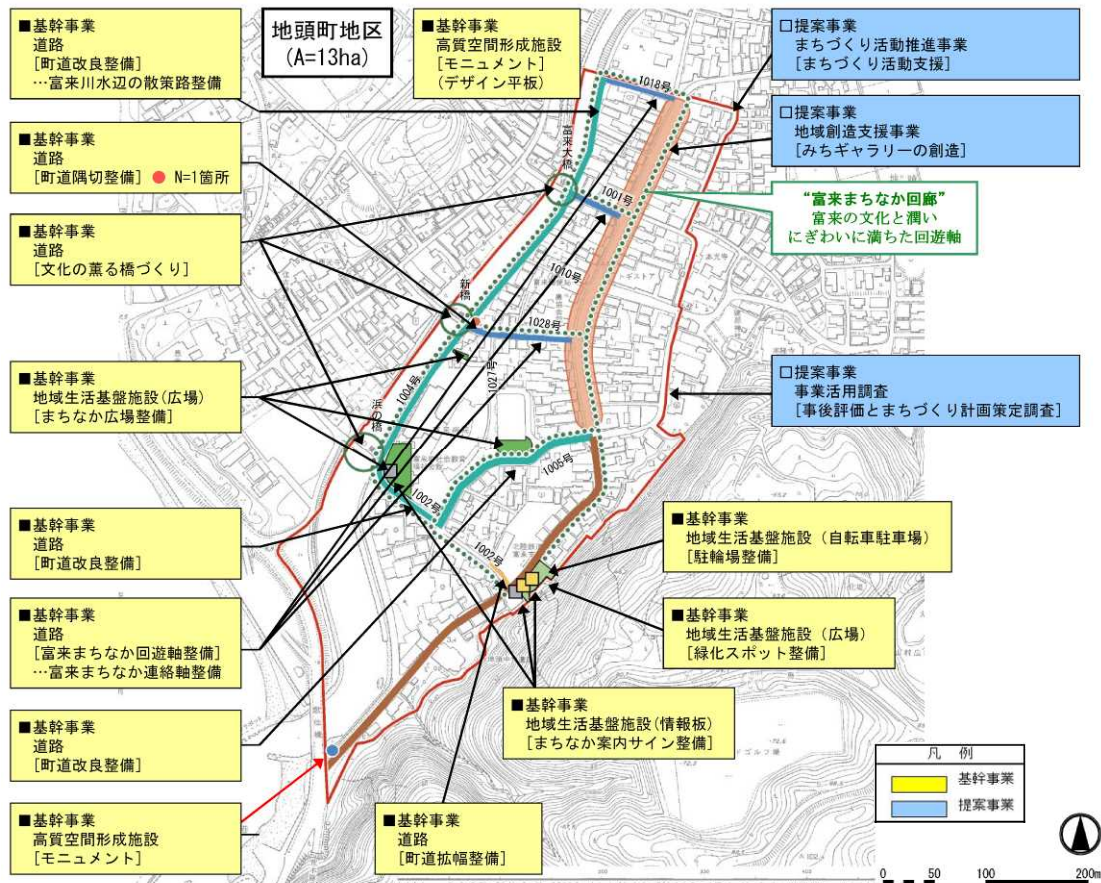 ■基幹事業
道路
[町道改良整備]
…富来川水辺の散策路整備
地頭町地区
(A=13ha)
■基幹事業
高質空間形成施設
[モニュメント]
(デザイン平板)
□提案事業
まちづくり活動推進事業
[まちづくり活動支援]
■基幹事業
道路
[町道隅切整備] ● N=1箇所
□提案事業
地域創造支援事業
[みちギャラリーの創造]
“富来まちなか回廊”
富来の文化と潤い
にぎわいに満ちた回遊軸
■基幹事業
道路
[文化の薫る橋づくり]
■基幹事業
地域生活基盤施設(広場)
[まちなか広場整備]
□提案事業
事業活用調査
[事後評価とまちづくり計画策定調査]
■基幹事業
道路
[町道改良整備]
■基幹事業
地域生活基盤施設(自転車駐車場)
[駐輪場整備]
■基幹事業
道路
[富来まちなか回遊軸整備]
…富来まちなか連絡軸整備
■基幹事業
地域生活基盤施設(広場)
[緑化スポット整備]
■基幹事業
地域生活基盤施設(情報板)
[まちなか案内サイン整備]
■基幹事業
道路
[町道改良整備]
■基幹事業
高質空間形成施設
[モニュメント]
■基幹事業
道路
[町道拡幅整備]
1018号
富来大橋
1001号
1010号
新橋
1028号
1027号
1004号
浜の橋
1005号
1002号
1002号
凡 例
基幹事業
提案事業
0 50 100 200m